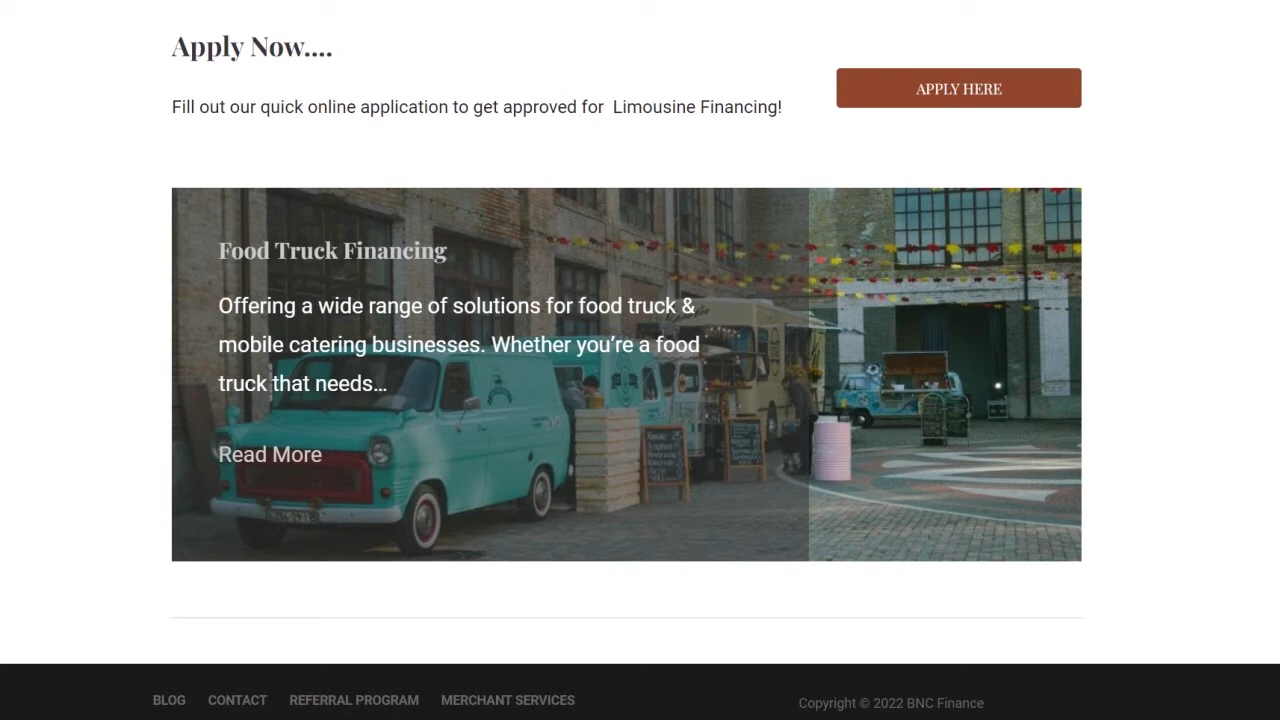 Apply Now....
APPLY HERE
Fill out our quick online application to get approved for Limousine Financing!
Food Truck Financing
Offering a wide range of solutions for food truck &
mobile catering businesses. Whether you’re a food
truck that needs…
Read More
BLOG CONTACT REFERRAL PROGRAM MERCHANT SERVICES
Copyright © 2022 BNC Finance